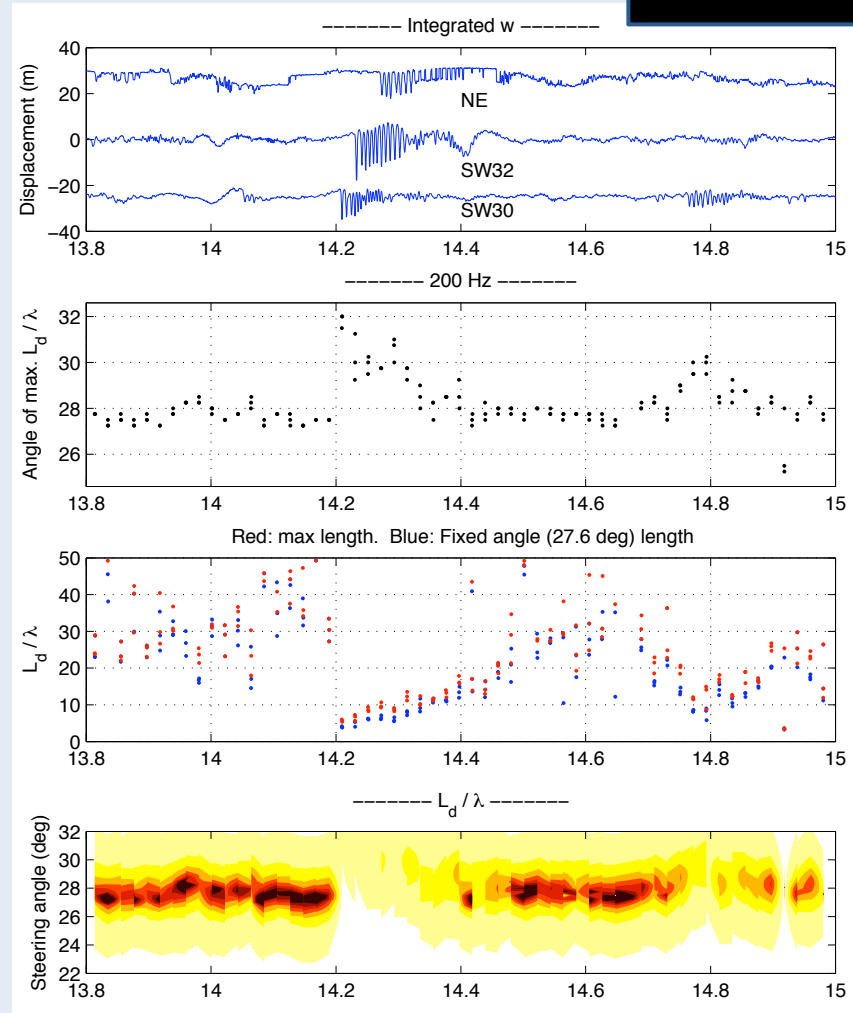 ------- Integrated w -------
Displacement (m)
40
20
0
−20
−40
NE
SW32
SW30
13.8 14 14.2 14.4 14.6 14.8 15
------- 200 Hz -------
Angle of max. L_d / λ
32
30
28
26
13.8 14 14.2 14.4 14.6 14.8 15
Red: max length. Blue: Fixed angle (27.6 deg) length
L_d / λ
50
40
30
20
10
0
13.8 14 14.2 14.4 14.6 14.8 15
------- L_d / λ -------
Steering angle (deg)
32
30
28
26
24
22
13.8 14 14.2 14.4 14.6 14.8 15